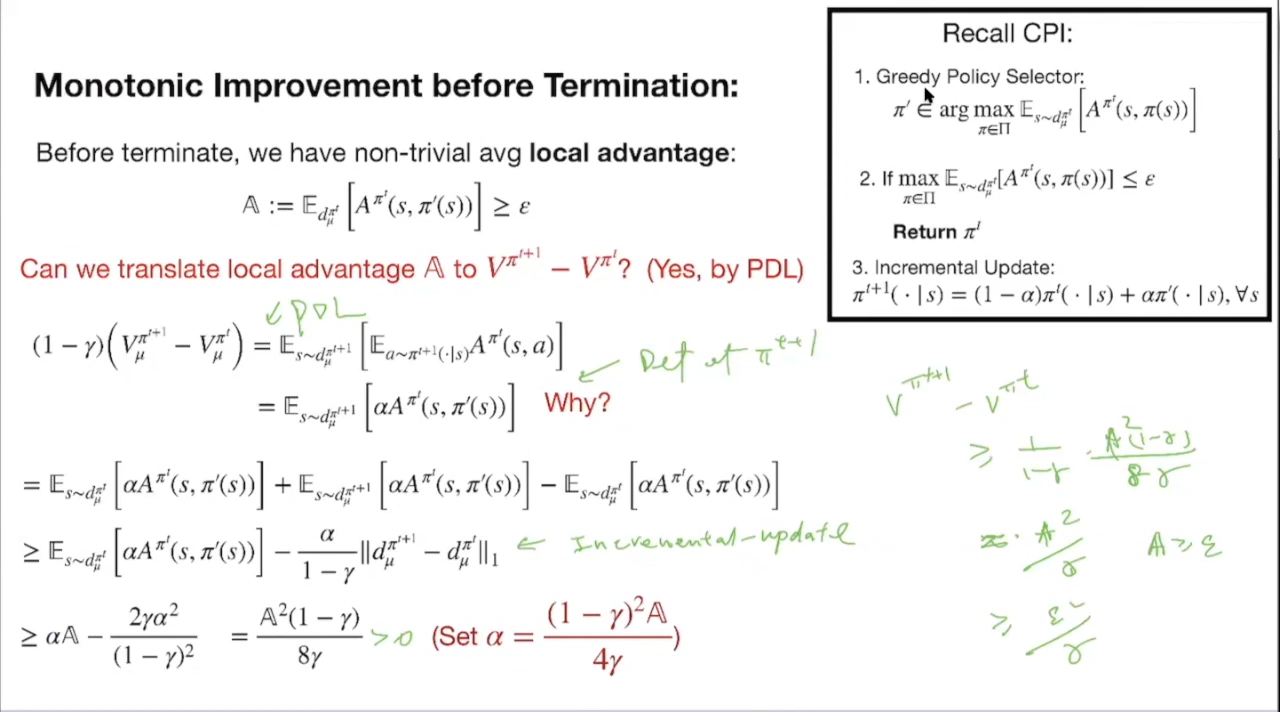 Monotonic Improvement before Termination:
Before terminate, we have non-trivial avg local advantage:
𝔸 := 𝔼_{d_μ^{π^t}} [A^{π^t}(s, π′(s))] ≥ ε
Can we translate local advantage 𝔸 to V^{π^{t+1}} − V^{π^t}? (Yes, by PDL)
↙ PDL
(1 − γ)(V_μ^{π^{t+1}} − V_μ^{π^t}) = 𝔼_{s∼d_μ^{π^{t+1}}} [𝔼_{a∼π^{t+1}(·|s)} A^{π^t}(s, a)]
↙ Def of π^{t+1}
= 𝔼_{s∼d_μ^{π^{t+1}}} [αA^{π^t}(s, π′(s))] Why?
= 𝔼_{s∼d_μ^{π^t}} [αA^{π^t}(s, π′(s))] + 𝔼_{s∼d_μ^{π^{t+1}}} [αA^{π^t}(s, π′(s))] − 𝔼_{s∼d_μ^{π^t}} [αA^{π^t}(s, π′(s))]
≥ 𝔼_{s∼d_μ^{π^t}} [αA^{π^t}(s, π′(s))] − α/(1 − γ) ‖d_μ^{π^{t+1}} − d_μ^{π^t}‖₁ ← Incremental-update
≥ α𝔸 − 2γα²/(1 − γ)² = 𝔸²(1 − γ)/8γ >0 (Set α = (1 − γ)²𝔸/4γ)
Recall CPI:
1. Greedy Policy Selector:
π′ ∈ arg max_{π∈Π} 𝔼_{s∼d_μ^{π^t}} [A^{π^t}(s, π(s))]
2. If max_{π∈Π} 𝔼_{s∼d_μ^{π^t}}[A^{π^t}(s, π(s))] ≤ ε
Return π^t
3. Incremental Update:
π^{t+1}(·|s) = (1 − α)π^t(·|s) + απ′(·|s), ∀s
V^{π^{t+1}} − V^{π^t}
≥ 1/(1−γ) · 𝔸²(1−γ)/8γ
· 𝔸²/γ 𝔸 ≥ ε
≥ ε²/γ